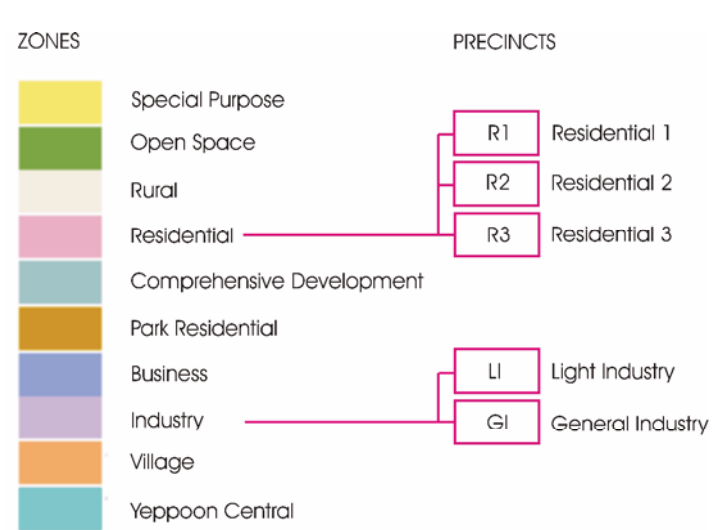 ZONES
PRECINCTS
Special Purpose
Open Space
Rural
Residential
Comprehensive Development
Park Residential
Business
Industry
Village
Yeppoon Central
R1 Residential 1
R2 Residential 2
R3 Residential 3
LI Light Industry
GI General Industry